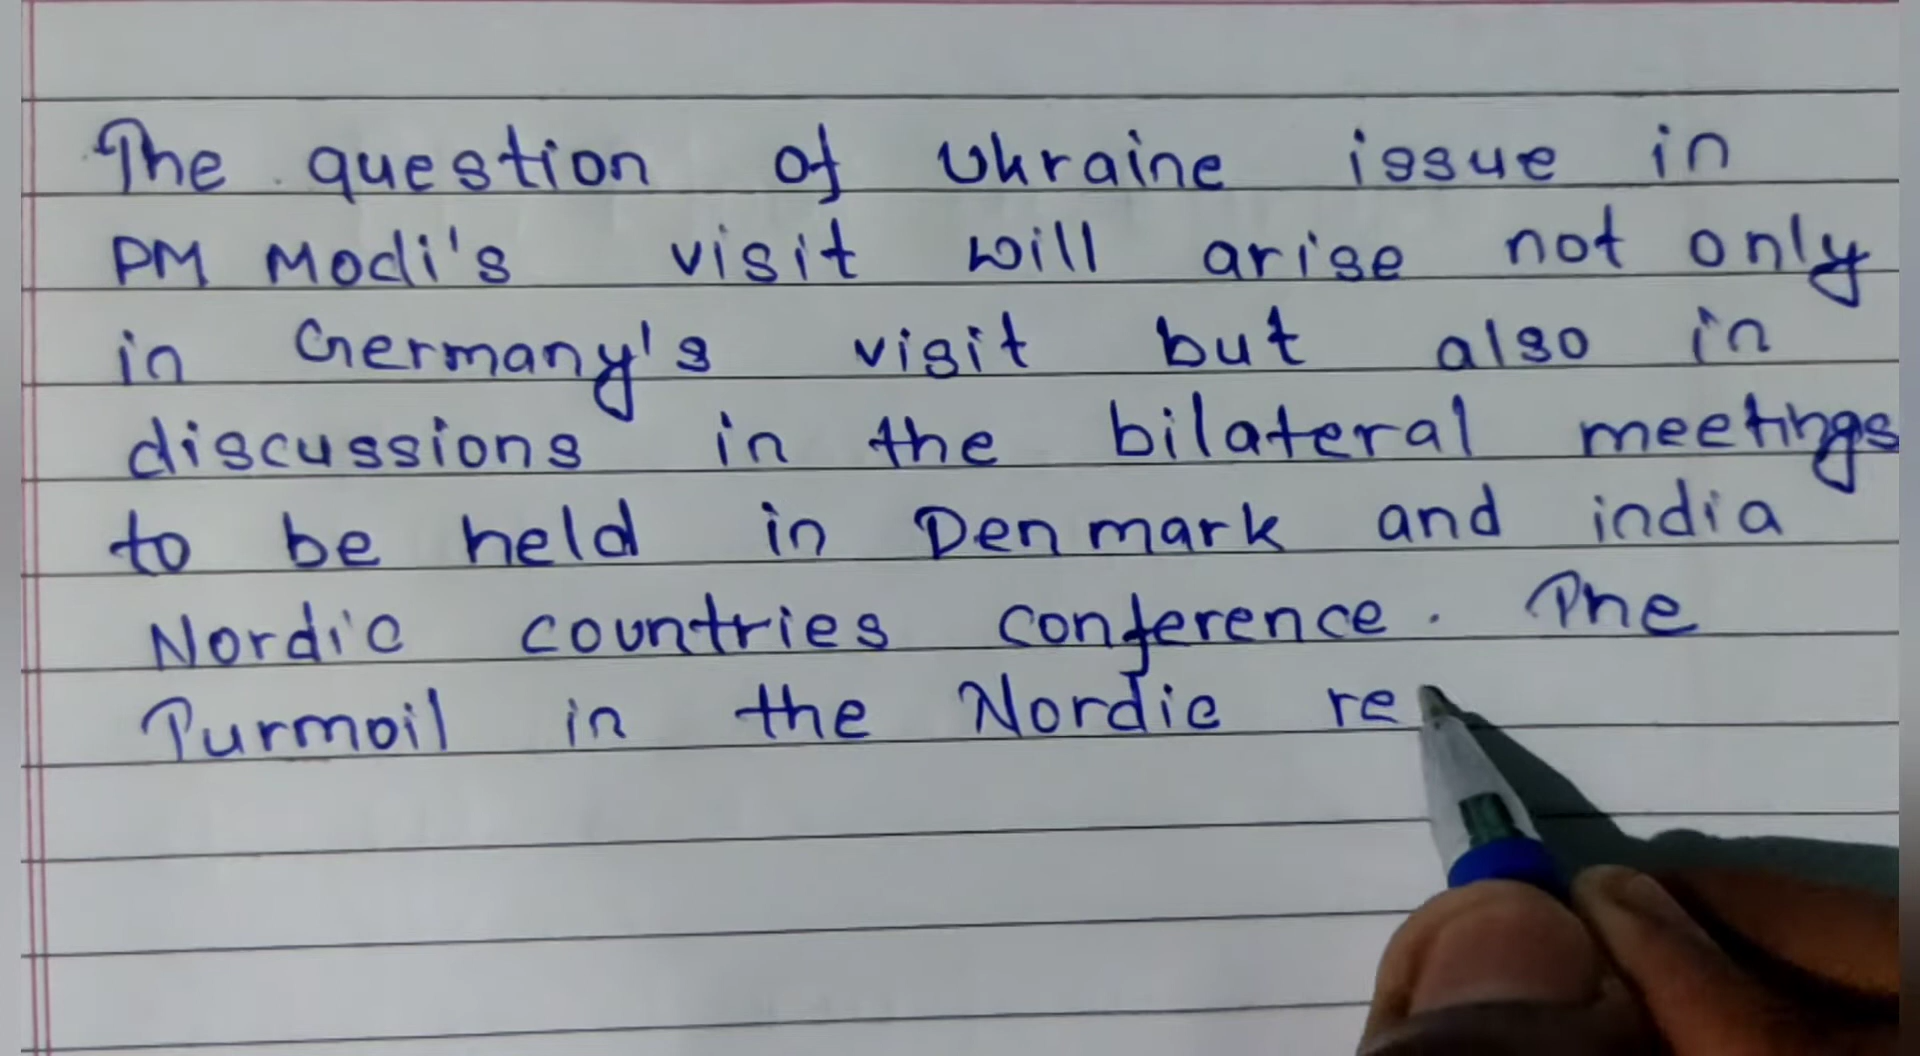 The question of Ukraine issue in
PM Modi's visit will arise not only
in Germany's visit but also in
discussions in the bilateral meetings
to be held in Denmark and india
Nordic countries conference. The
Turmoil in the Nordic re